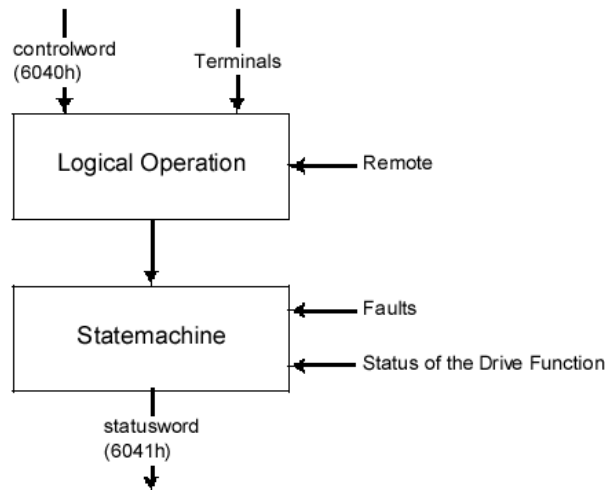 controlword
(6040h)
Terminals
Logical Operation
Remote
Statemachine
Faults
Status of the Drive Function
statusword
(6041h)